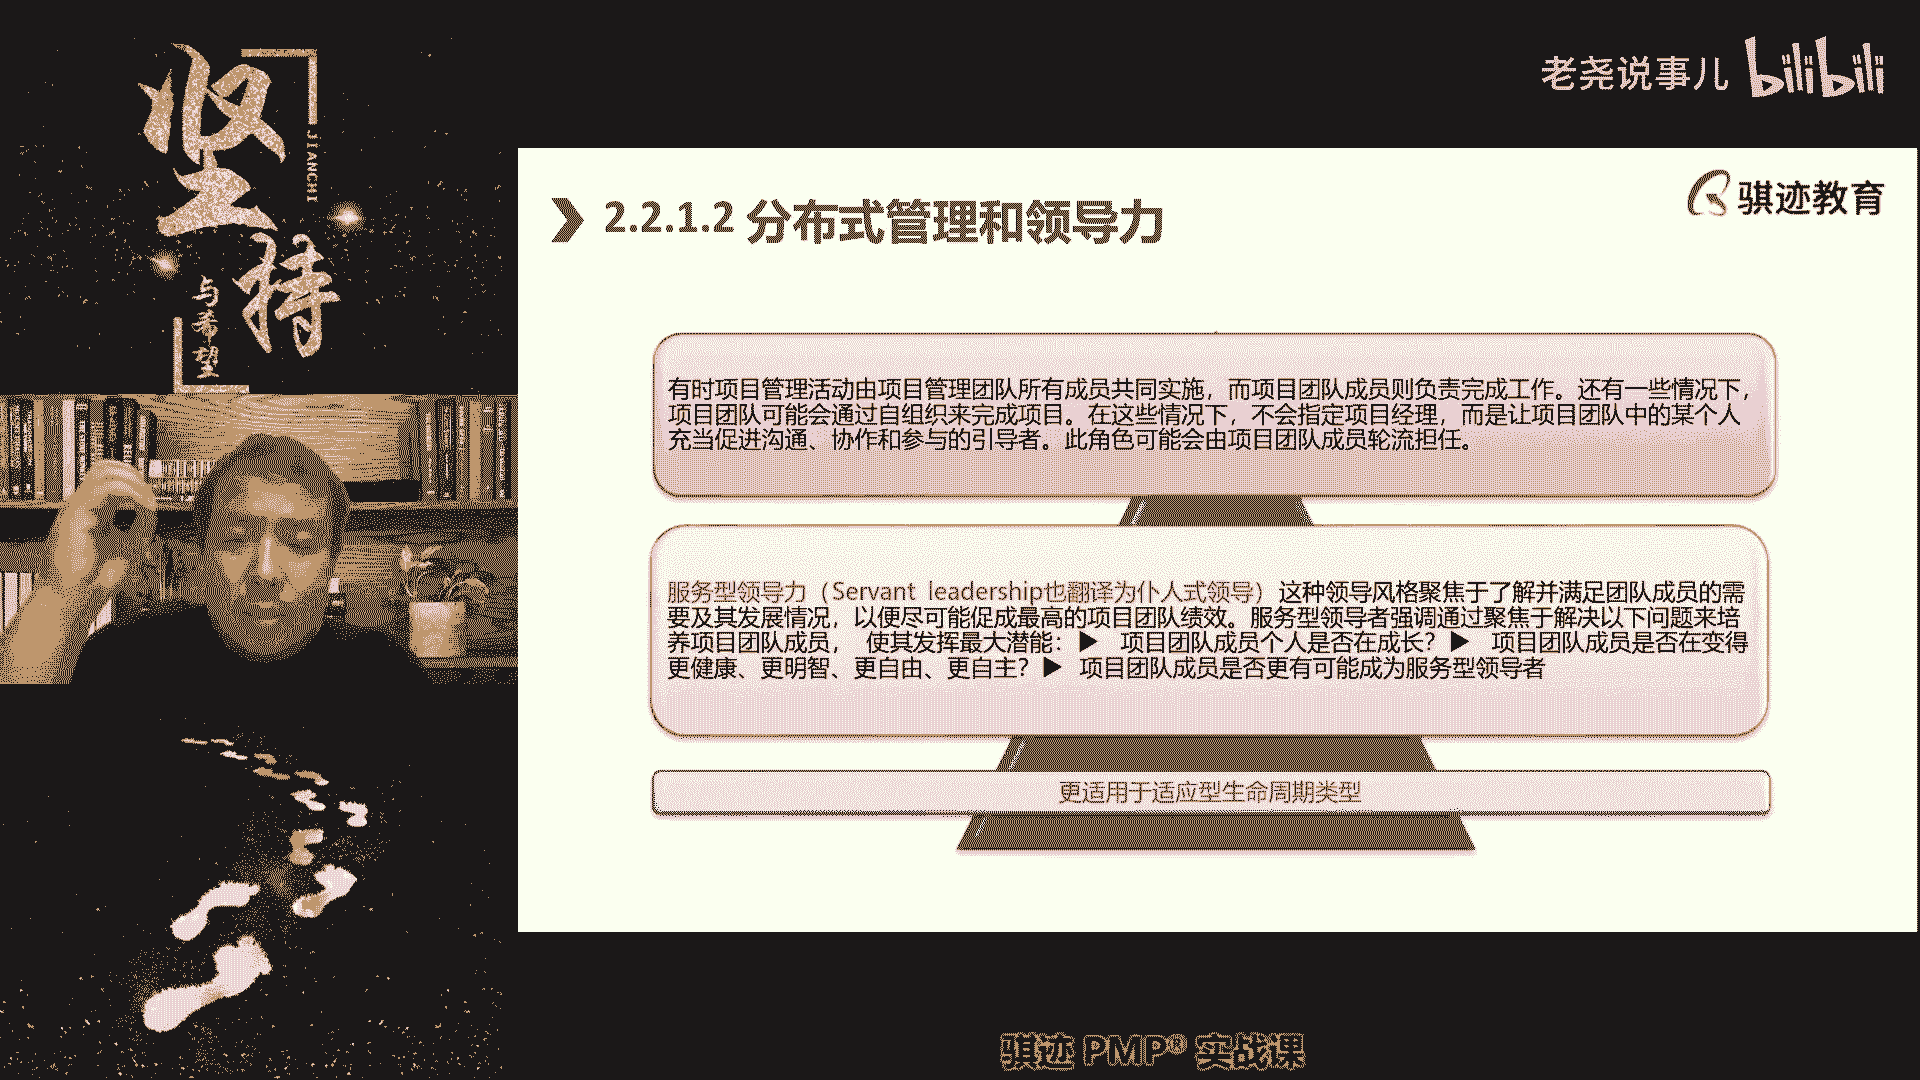 坚持
JIANCHI
与希望
老尧说事儿 bilibili
骐迹教育
2.2.1.2 分布式管理和领导力
有时项目管理活动由项目管理团队所有成员共同实施，而项目团队成员则负责完成工作。还有一些情况下，
项目团队可能会通过自组织来完成项目。在这些情况下，不会指定项目经理，而是让项目团队中的某个人
充当促进沟通、协作和参与的引导者。此角色可能会由项目团队成员轮流担任。
服务型领导力（Servant leadership也翻译为仆人式领导）这种领导风格聚焦于了解并满足团队成员的需
要及其发展情况，以便尽可能促成最高的项目团队绩效。服务型领导者强调通过聚焦于解决以下问题来培
养项目团队成员， 使其发挥最大潜能：▶ 项目团队成员个人是否在成长？▶ 项目团队成员是否在变得
更健康、更明智、更自由、更自主？▶ 项目团队成员是否更有可能成为服务型领导者
更适用于适应型生命周期类型
骐迹 PMP® 实战课